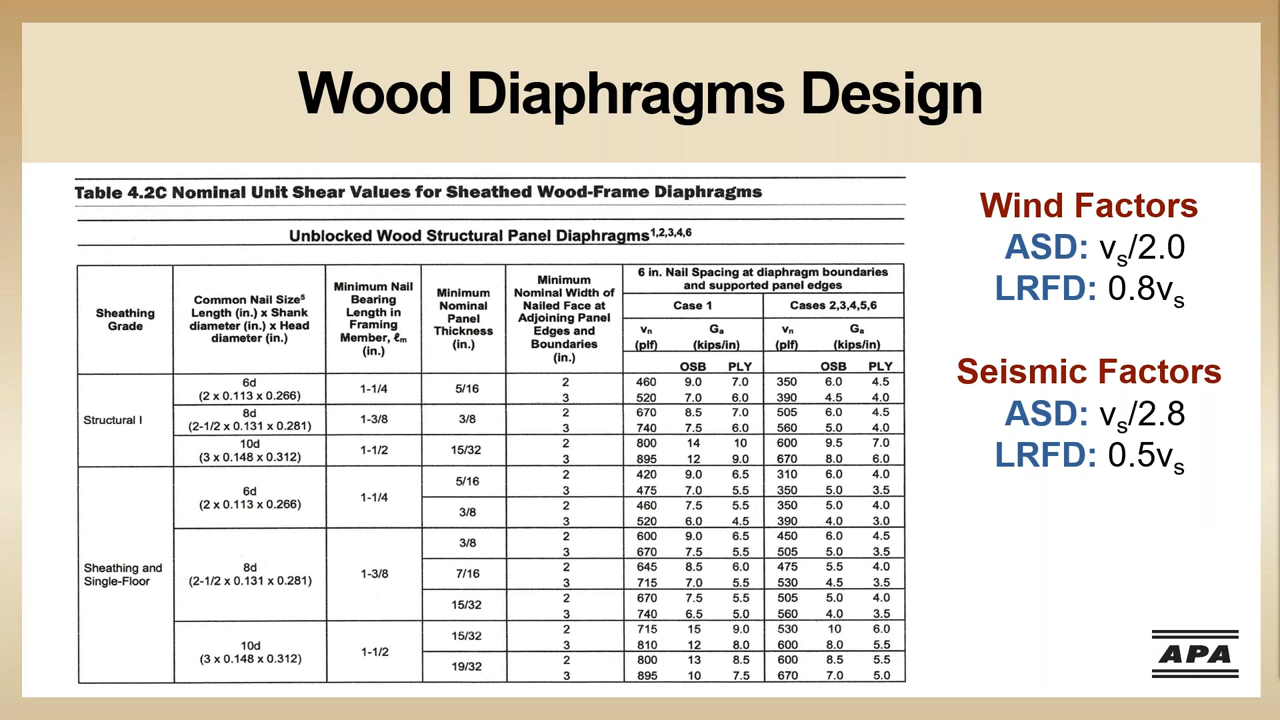 Wood Diaphragms Design
Table 4.2C Nominal Unit Shear Values for Sheathed Wood-Frame Diaphragms
Unblocked Wood Structural Panel Diaphragms1,2,3,4,6
Sheathing Grade
Common Nail Size5 Length (in.) x Shank diameter (in.) x Head diameter (in.)
Minimum Nail Bearing Length in Framing Member, ℓm (in.)
Minimum Nominal Panel Thickness (in.)
Minimum Nominal Width of Nailed Face at Adjoining Panel Edges and Boundaries (in.)
6 in. Nail Spacing at diaphragm boundaries and supported panel edges
Case 1 Cases 2,3,4,5,6
vn (plf) Ga (kips/in) vn (plf) Ga (kips/in)
OSB PLY OSB PLY
Structural I
6d (2 x 0.113 x 0.266) 1-1/4 5/16
2 460 9.0 7.0 350 6.0 4.5
3 520 7.0 6.0 390 4.5 4.0
8d (2-1/2 x 0.131 x 0.281) 1-3/8 3/8
2 670 8.5 7.0 505 6.0 4.5
3 740 7.5 6.0 560 5.0 4.0
10d (3 x 0.148 x 0.312) 1-1/2 15/32
2 800 14 10 600 9.5 7.0
3 895 12 9.0 670 8.0 6.0
Sheathing and Single-Floor
6d (2 x 0.113 x 0.266) 1-1/4
5/16
2 420 9.0 6.5 310 6.0 4.0
3 475 7.0 5.5 350 5.0 3.5
3/8
2 460 7.5 5.5 350 5.0 4.0
3 520 6.0 4.5 390 4.0 3.0
8d (2-1/2 x 0.131 x 0.281) 1-3/8
3/8
2 600 9.0 6.5 450 6.0 4.5
3 670 7.5 5.5 505 5.0 3.5
7/16
2 645 8.5 6.0 475 5.5 4.0
3 715 7.0 5.5 530 4.5 3.5
15/32
2 670 7.5 5.5 505 5.0 4.0
3 740 6.5 5.0 560 4.0 3.5
10d (3 x 0.148 x 0.312) 1-1/2
15/32
2 715 15 9.0 530 10 6.0
3 810 12 8.0 600 8.0 5.5
19/32
2 800 13 8.5 600 8.5 5.5
3 895 10 7.5 670 7.0 5.0
Wind Factors
ASD: vs/2.0
LRFD: 0.8vs
Seismic Factors
ASD: vs/2.8
LRFD: 0.5vs
APA